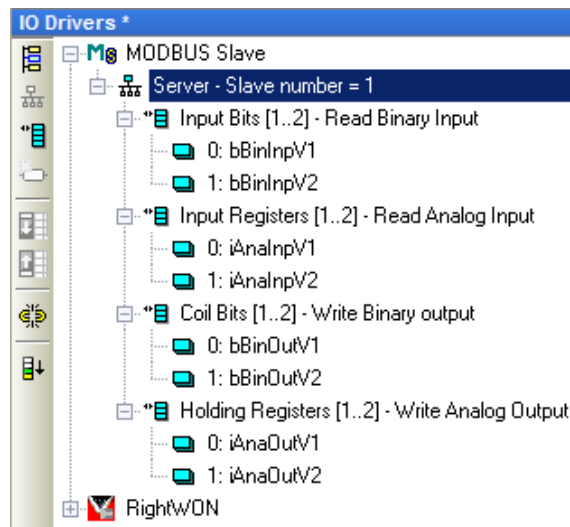 IO Drivers *
MODBUS Slave
Server - Slave number = 1
Input Bits [1..2] - Read Binary Input
0: bBinInpV1
1: bBinInpV2
Input Registers [1..2] - Read Analog Input
0: iAnaInpV1
1: iAnaInpV2
Coil Bits [1..2] - Write Binary output
0: bBinOutV1
1: bBinOutV2
Holding Registers [1..2] - Write Analog Output
0: iAnaOutV1
1: iAnaOutV2
RightWON